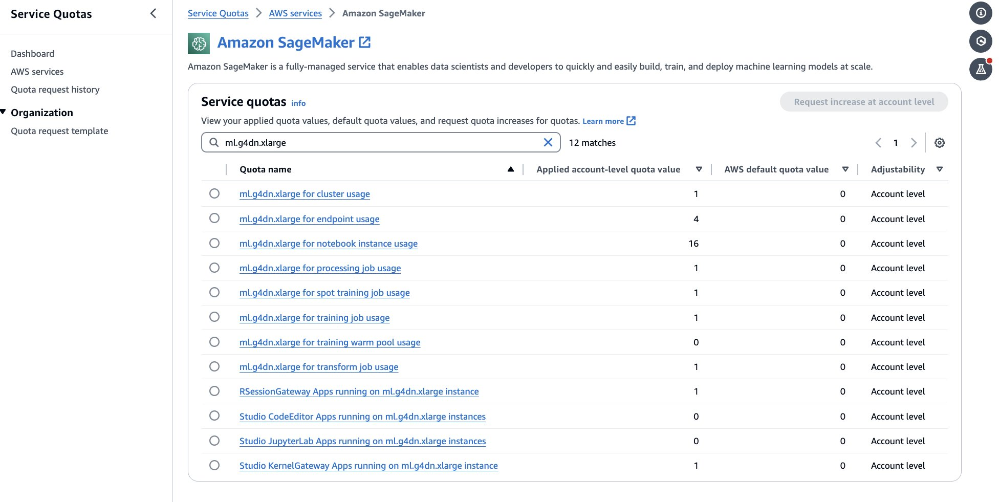 Service Quotas
Dashboard
AWS services
Quota request history
Organization
Quota request template
Service Quotas > AWS services > Amazon SageMaker
Amazon SageMaker
Amazon SageMaker is a fully-managed service that enables data scientists and developers to quickly and easily build, train, and deploy machine learning models at scale.
Service quotas info
Request increase at account level
View your applied quota values, default quota values, and request quota increases for quotas. Learn more
ml.g4dn.xlarge
12 matches
1
Quota name Applied account-level quota value AWS default quota value Adjustability
ml.g4dn.xlarge for cluster usage 1 0 Account level
ml.g4dn.xlarge for endpoint usage 4 0 Account level
ml.g4dn.xlarge for notebook instance usage 16 0 Account level
ml.g4dn.xlarge for processing job usage 1 0 Account level
ml.g4dn.xlarge for spot training job usage 1 0 Account level
ml.g4dn.xlarge for training job usage 1 0 Account level
ml.g4dn.xlarge for training warm pool usage 0 0 Account level
ml.g4dn.xlarge for transform job usage 1 0 Account level
RSessionGateway Apps running on ml.g4dn.xlarge instance 1 0 Account level
Studio CodeEditor Apps running on ml.g4dn.xlarge instances 0 0 Account level
Studio JupyterLab Apps running on ml.g4dn.xlarge instances 0 0 Account level
Studio KernelGateway Apps running on ml.g4dn.xlarge instance 1 0 Account level